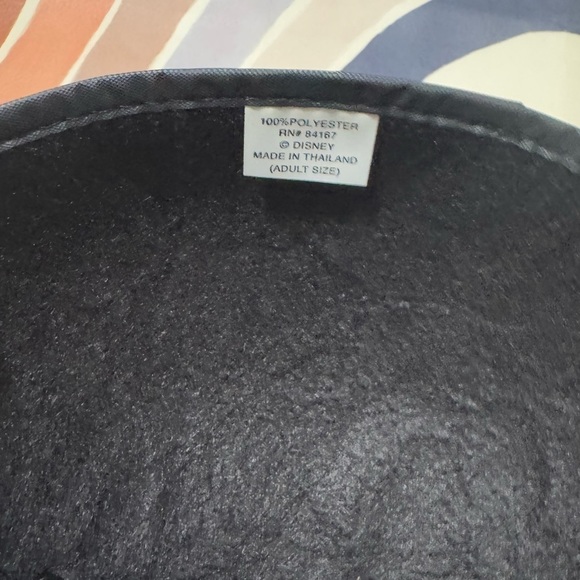 100%POLYESTER
RN# 84167
© DISNEY
MADE IN THAILAND
(ADULT SIZE)